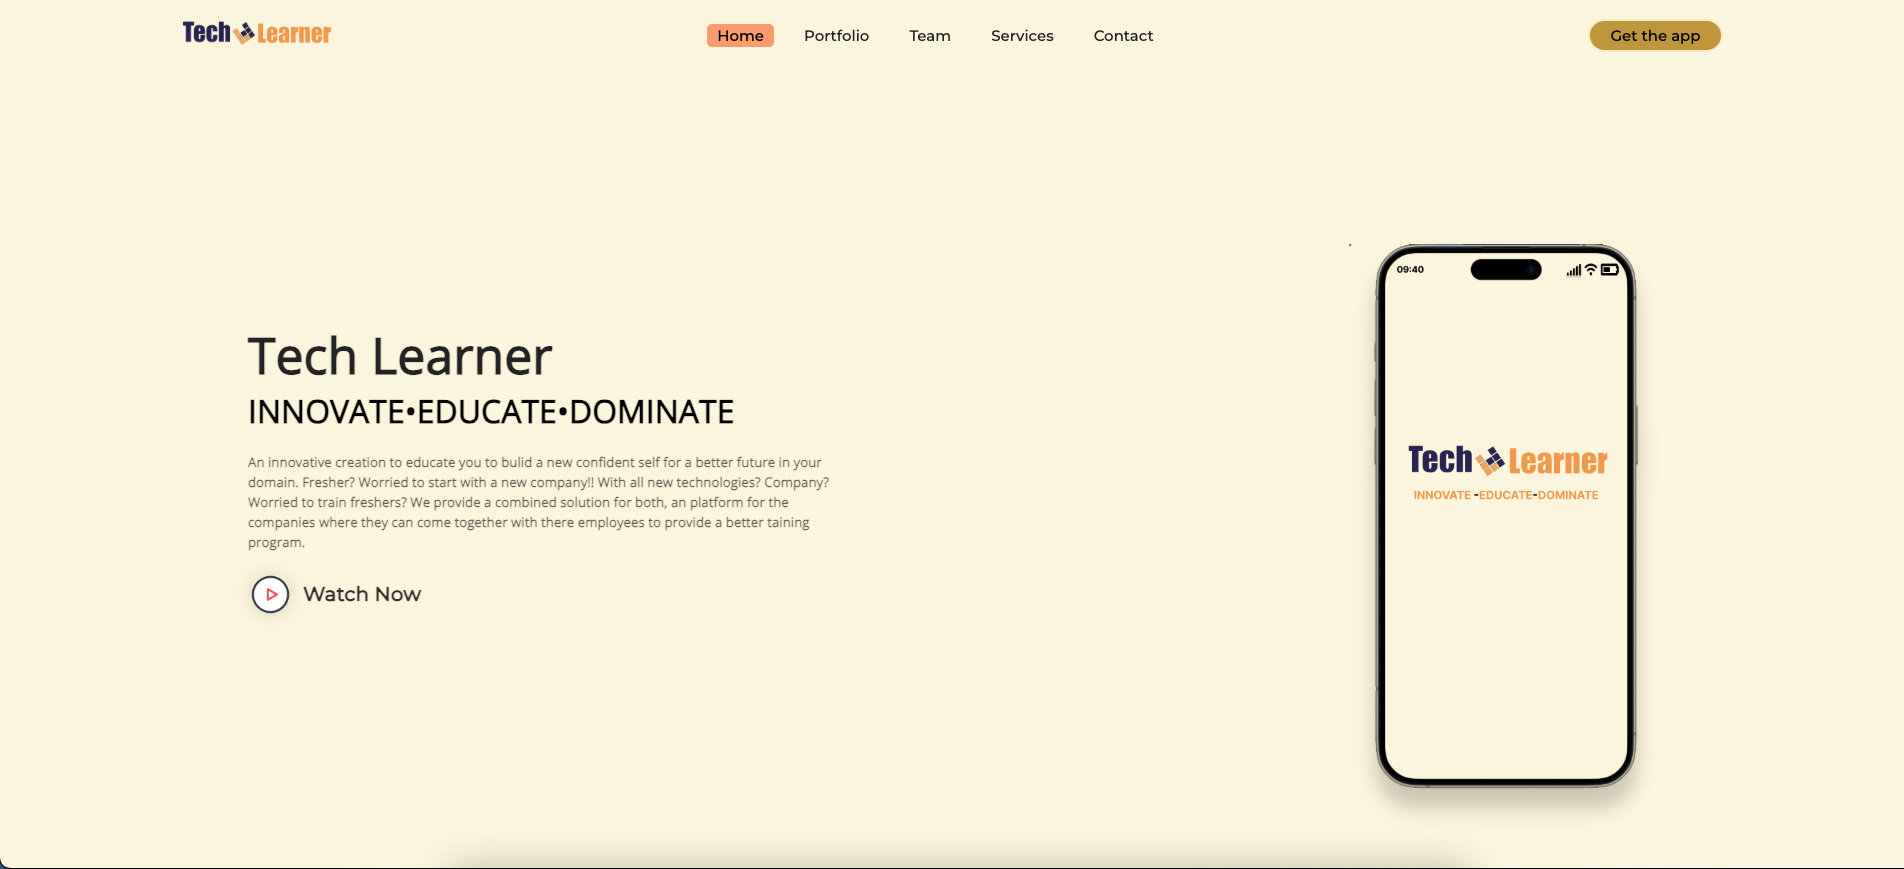 Tech Learner
Home
Portfolio
Team
Services
Contact
Get the app
Tech Learner
INNOVATE•EDUCATE•DOMINATE
An innovative creation to educate you to bulid a new confident self for a better future in your
domain. Fresher? Worried to start with a new company!! With all new technologies? Company?
Worried to train freshers? We provide a combined solution for both, an platform for the
companies where they can come together with there employees to provide a better taining
program.
Watch Now
09:40
Tech Learner
INNOVATE -EDUCATE-DOMINATE